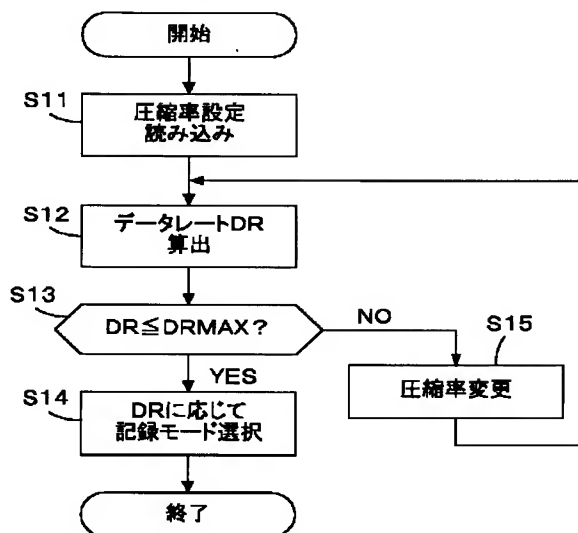 開始
S11
圧縮率設定
読み込み
S12
データレートDR
算出
S13
DR≦DRMAX?
NO
S15
YES
圧縮率変更
S14
DRに応じて
記録モード選択
終了